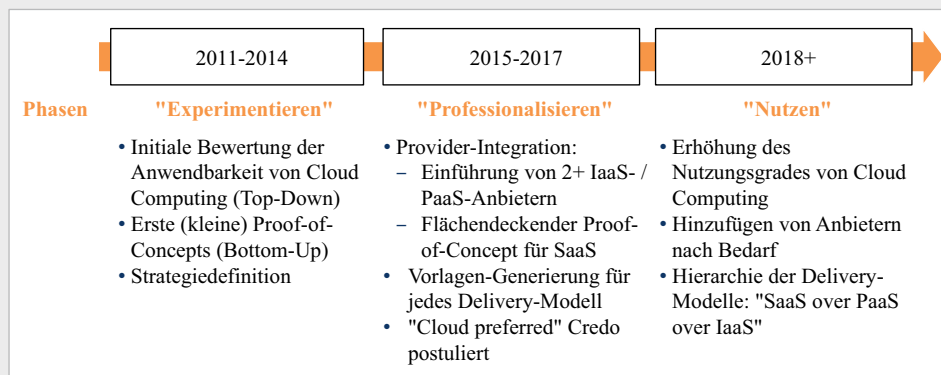 2011-2014
2015-2017
2018+
Phasen
"Experimentieren"
"Professionalisieren"
"Nutzen"
• Initiale Bewertung der
Anwendbarkeit von Cloud
Computing (Top-Down)
• Erste (kleine) Proof-of-
Concepts (Bottom-Up)
• Strategiedefinition
• Provider-Integration:
– Einführung von 2+ IaaS- /
PaaS-Anbietern
– Flächendeckender Proof-
of-Concept für SaaS
• Vorlagen-Generierung für
jedes Delivery-Modell
• "Cloud preferred" Credo
postuliert
• Erhöhung des
Nutzungsgrades von Cloud
Computing
• Hinzufügen von Anbietern
nach Bedarf
• Hierarchie der Delivery-
Modelle: "SaaS over PaaS
over IaaS"